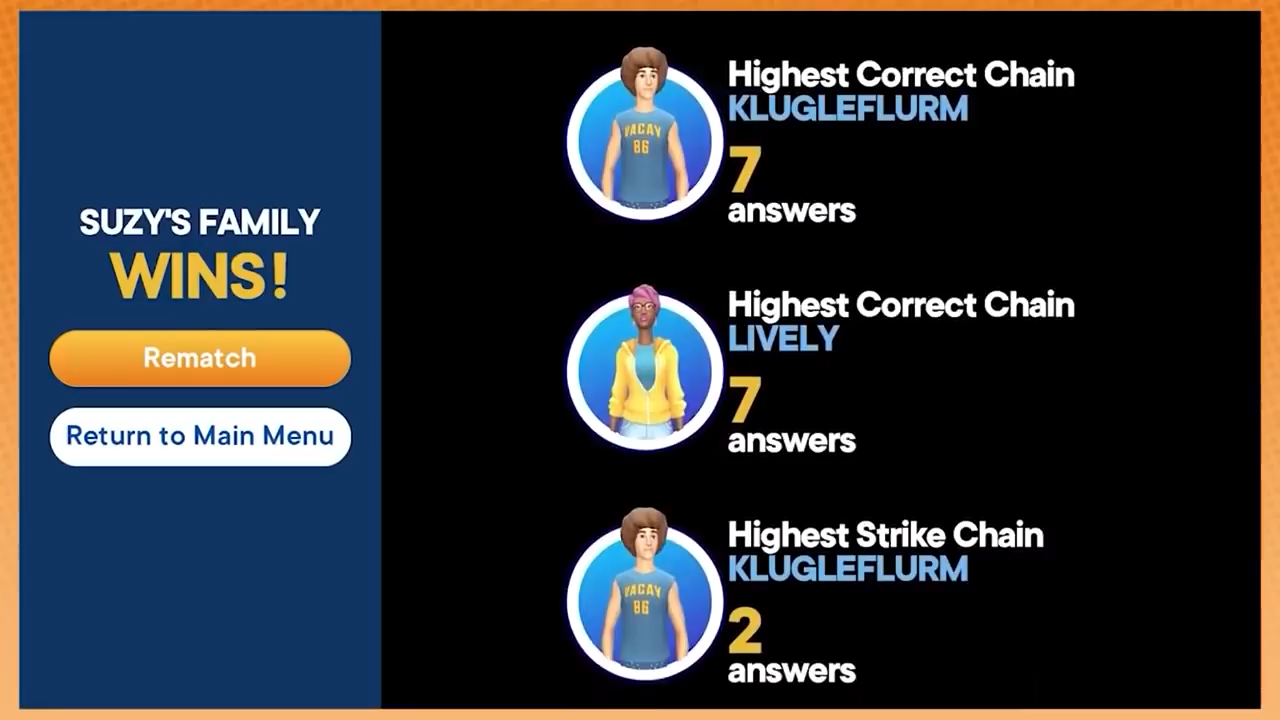 SUZY'S FAMILY
WINS!
Rematch
Return to Main Menu
Highest Correct Chain
KLUGLEFLURM
7
answers
VACAY
86
Highest Correct Chain
LIVELY
7
answers
Highest Strike Chain
KLUGLEFLURM
2
answers
VACAY
86